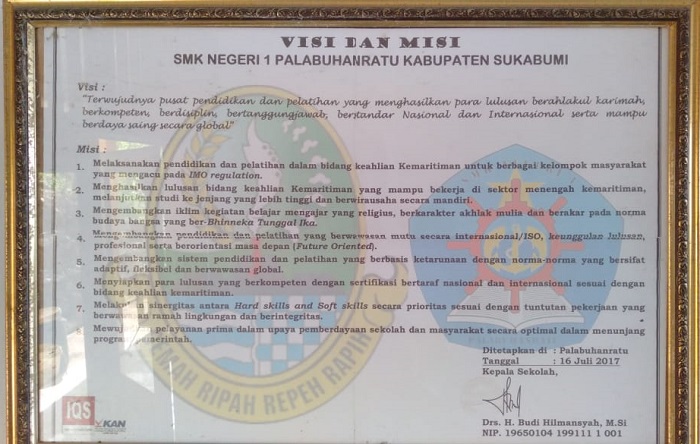 VISI DAN MISI
SMK NEGERI 1 PALABUHANRATU KABUPATEN SUKABUMI
Visi :
"Terwujudnya pusat pendidikan dan pelatihan yang menghasilkan para lulusan berahlakul karimah,
berkompeten, berdisiplin, bertanggungjawab, berstandar Nasional dan Internasional serta mampu
berdaya saing secara global"
Misi :
1. Melaksanakan pendidikan dan pelatihan dalam bidang keahlian Kemaritiman untuk berbagai kelompok masyarakat
yang mengacu pada IMO regulation.
2. Menghasilkan lulusan bidang keahlian Kemaritiman yang mampu bekerja di sektor menengah kemaritiman,
melanjutkan studi ke jenjang yang lebih tinggi dan berwirausaha secara mandiri.
3. Mengembangkan iklim kegiatan belajar mengajar yang religius, berkarakter akhlak mulia dan berakar pada norma
budaya bangsa yang ber-Bhinneka Tunggal Ika.
4. Mengembangkan pendidikan dan pelatihan yang berwawasan mutu secara internasional/ISO, keunggulan lulusan,
profesional serta berorientasi masa depan (Future Oriented).
5. Mengembangkan sistem pendidikan dan pelatihan yang berbasis ketarunaan dengan norma-norma yang bersifat
adaptif, fleksibel dan berwawasan global.
6. Menyiapkan para lulusan yang berkompeten dengan sertifikasi bertaraf nasional dan internasional sesuai dengan
bidang keahlian kemaritiman.
7. Melakukan sinergitas antara Hard skills and Soft skills secara prioritas sesuai dengan tuntutan pekerjaan yang
berwawasan ramah lingkungan dan berintegritas.
8. Mewujudkan pelayanan prima dalam upaya pemberdayaan sekolah dan masyarakat secara optimal dalam menunjang
program pemerintah.
RIPAH REPEH RAPIH
Ditetapkan di : Palabuhanratu
Tanggal : 16 Juli 2017
Kepala Sekolah,
Drs. H. Budi Hilmansyah, M.Si
NIP. 19650104 199111 1 001
IQS
KAN